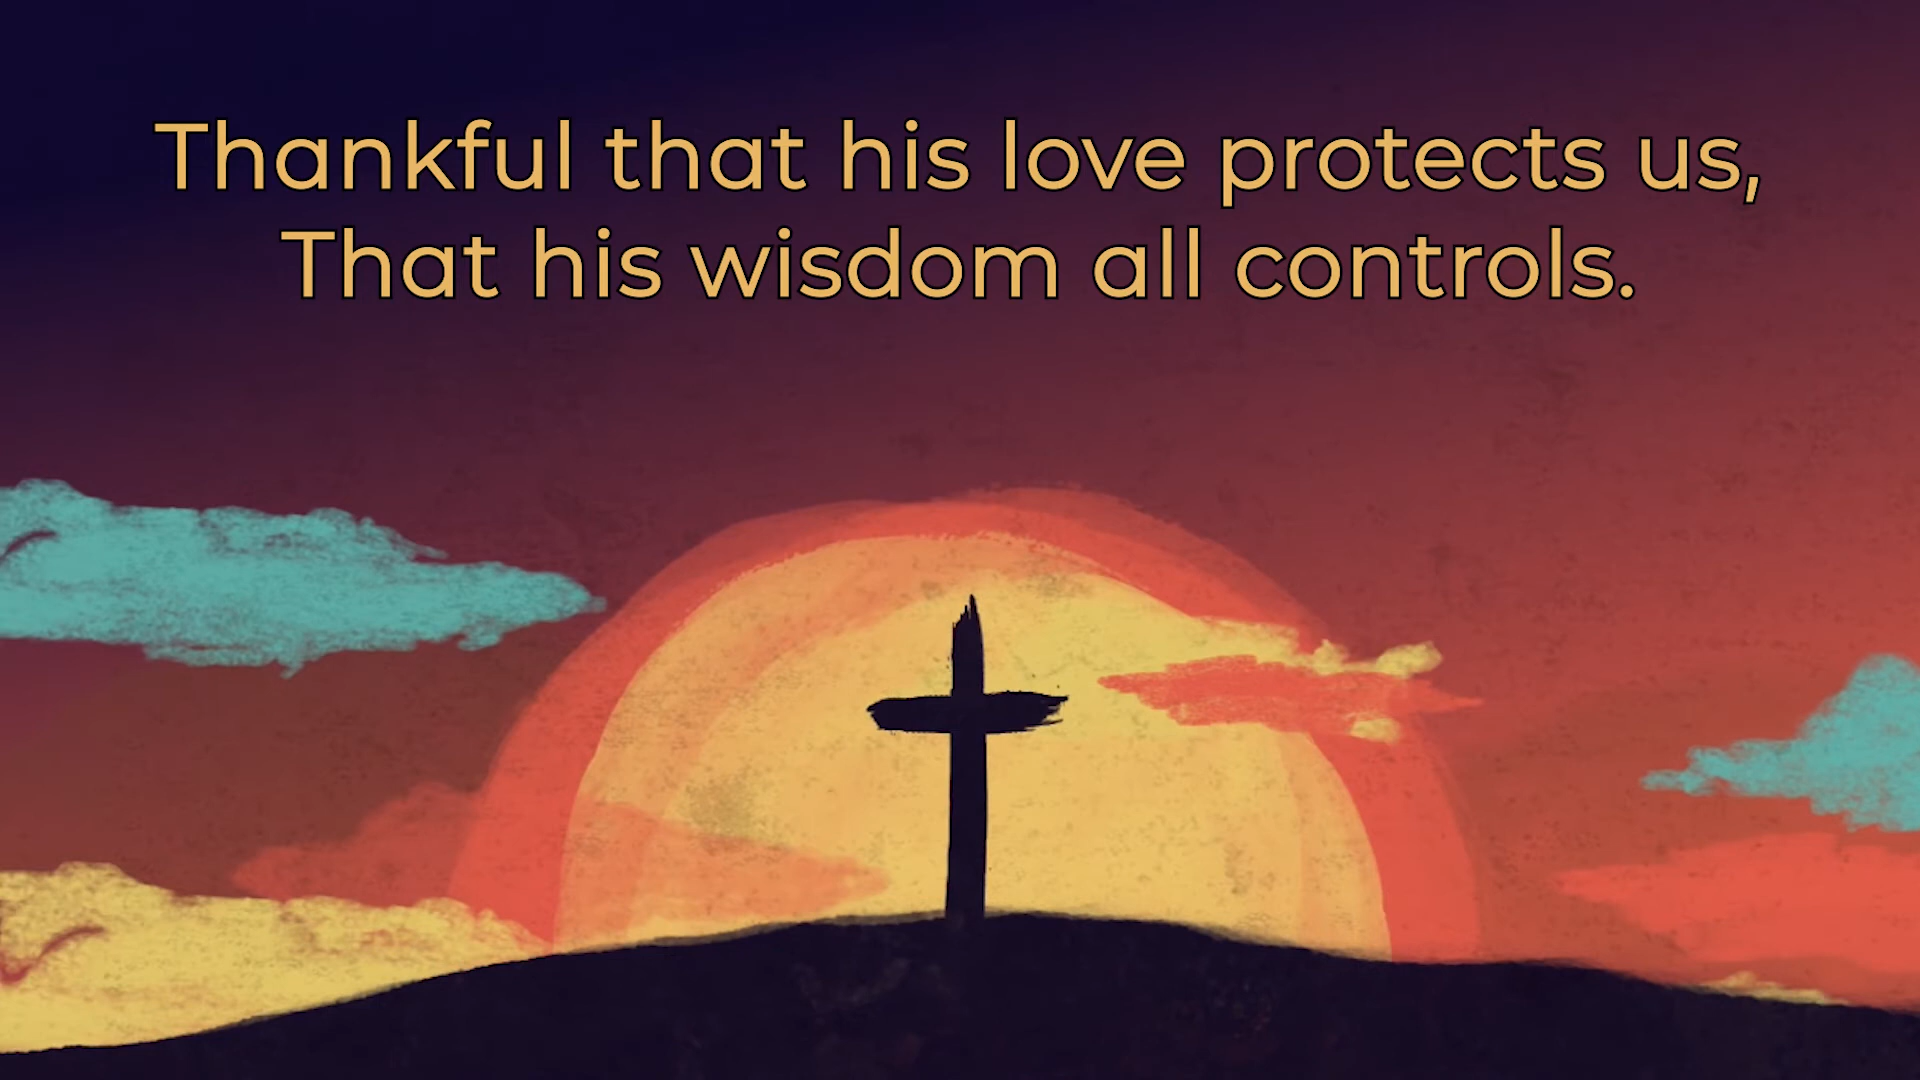 Thankful that his love protects us,
That his wisdom all controls.